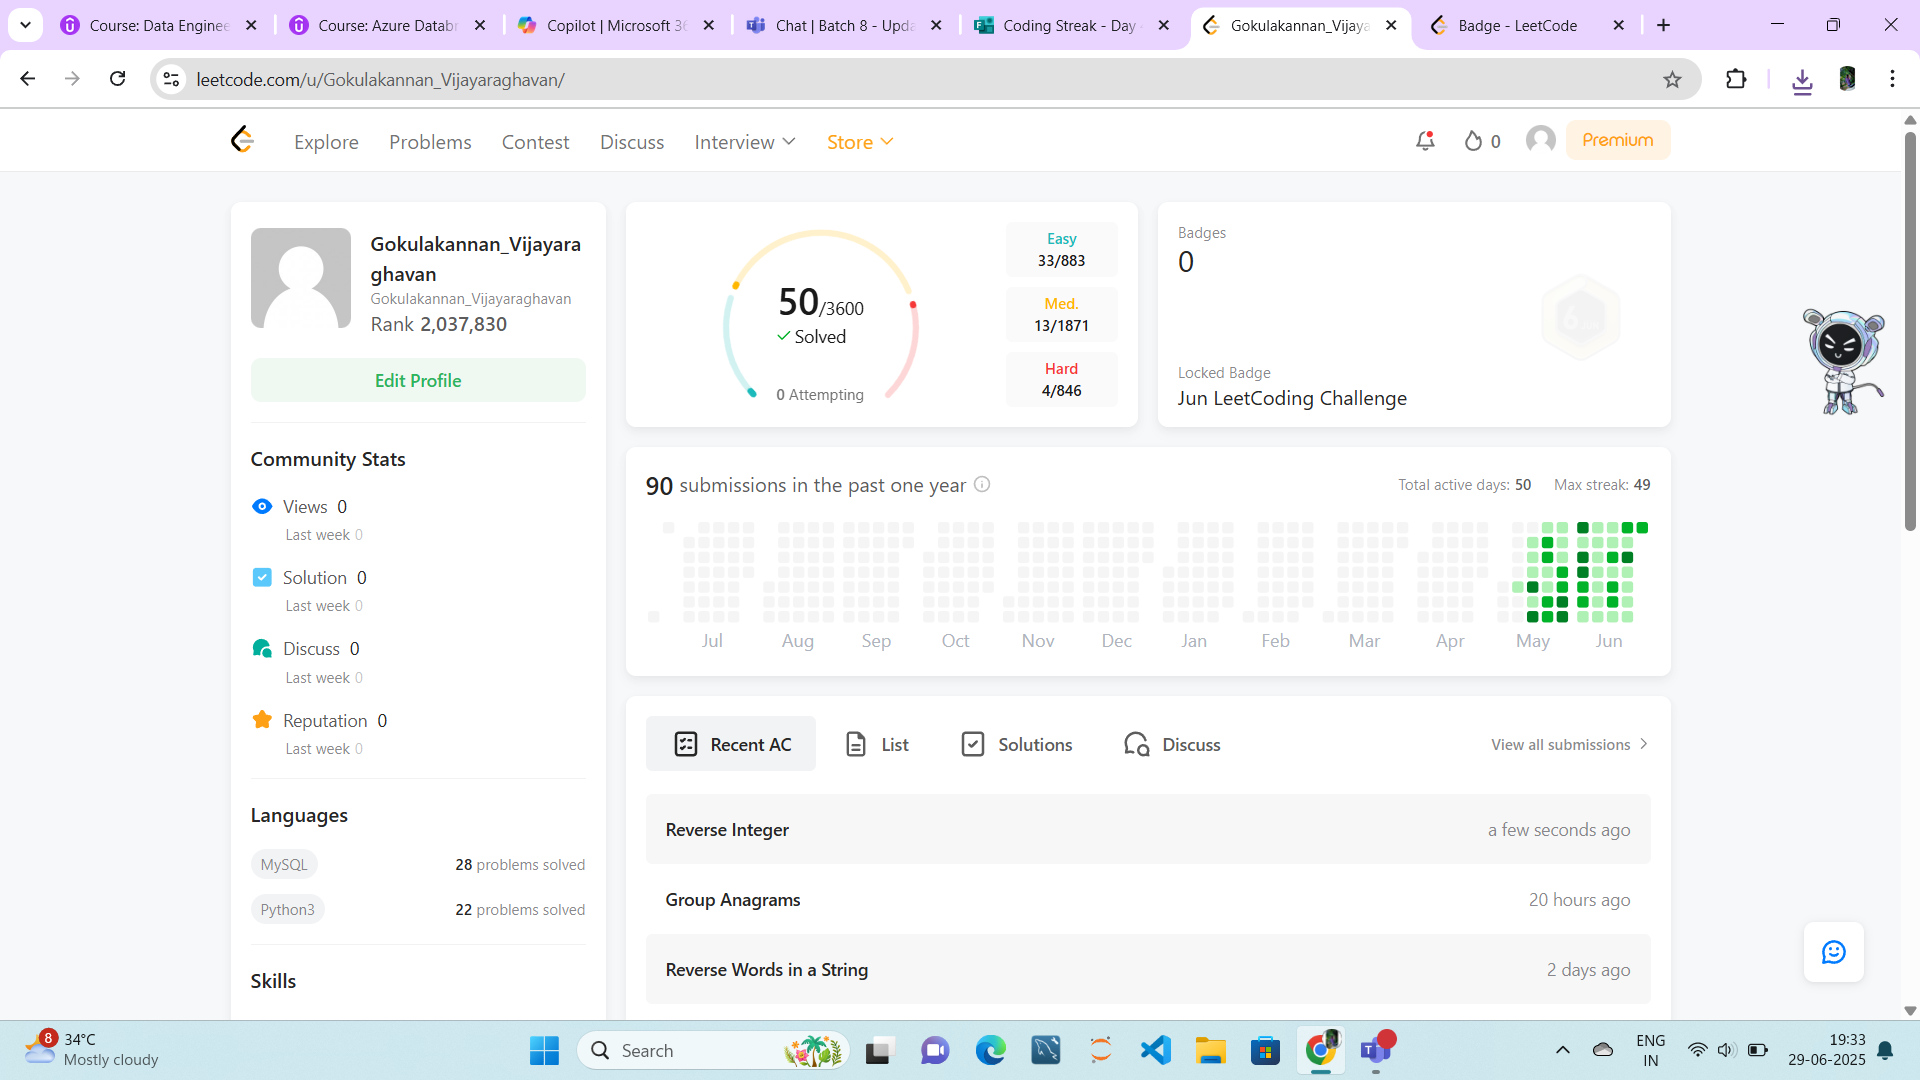 Course: Data Enginee
Course: Azure Datab
Copilot | Microsoft 36
Chat | Batch 8 - Upda
Coding Streak - Day
Gokulakannan_Vijaya
Badge - LeetCode
leetcode.com/u/Gokulakannan_Vijayaraghavan/
Explore
Problems
Contest
Discuss
Interview
Store
0
Premium
Gokulakannan_Vijayara
ghavan
Gokulakannan_Vijayaraghavan
Rank 2,037,830
Edit Profile
Community Stats
Views 0
Last week 0
Solution 0
Last week 0
Discuss 0
Last week 0
Reputation 0
Last week 0
Languages
MySQL 28 problems solved
Python3 22 problems solved
Skills
50/3600
Solved
0 Attempting
Easy
33/883
Med.
13/1871
Hard
4/846
Badges
0
Locked Badge
Jun LeetCoding Challenge
90 submissions in the past one year
Total active days: 50 Max streak: 49
Jul Aug Sep Oct Nov Dec Jan Feb Mar Apr May Jun
Recent AC
List
Solutions
Discuss
View all submissions
Reverse Integer a few seconds ago
Group Anagrams 20 hours ago
Reverse Words in a String 2 days ago
8
34°C
Mostly cloudy
Search
ENG
IN
19:33
29-06-2025